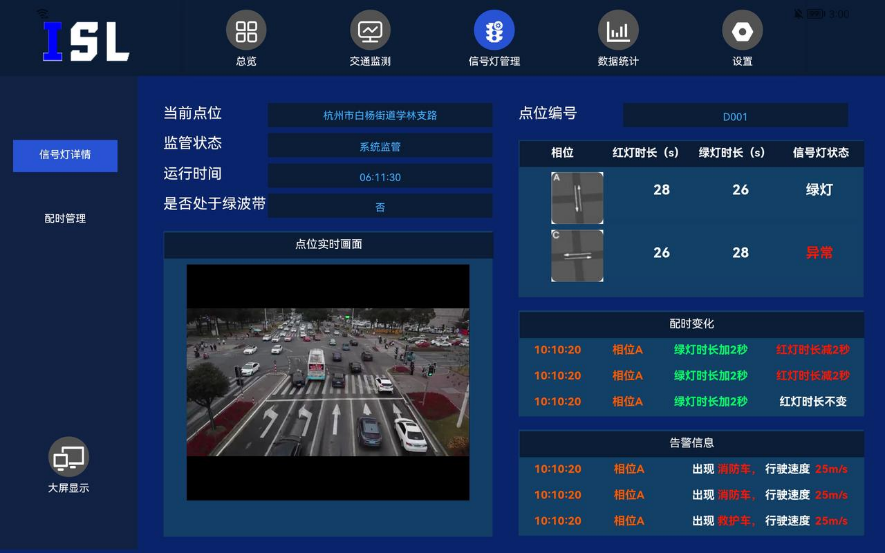 ISL
总览
交通监测
信号灯管理
数据统计
设置
3:00
信号灯详情
配时管理
大屏显示
当前点位 杭州市白杨街道学林支路
监管状态 系统监管
运行时间 06:11:30
是否处于绿波带 否
点位实时画面
点位编号 D001
相位 红灯时长（s） 绿灯时长（s） 信号灯状态
A 28 26 绿灯
C 26 28 异常
配时变化
10:10:20 相位A 绿灯时长加2秒 红灯时长减2秒
10:10:20 相位A 绿灯时长加2秒 红灯时长减2秒
10:10:20 相位A 绿灯时长加2秒 红灯时长不变
告警信息
10:10:20 相位A 出现 消防车， 行驶速度 25m/s
10:10:20 相位A 出现 消防车， 行驶速度 25m/s
10:10:20 相位A 出现 救护车， 行驶速度 25m/s